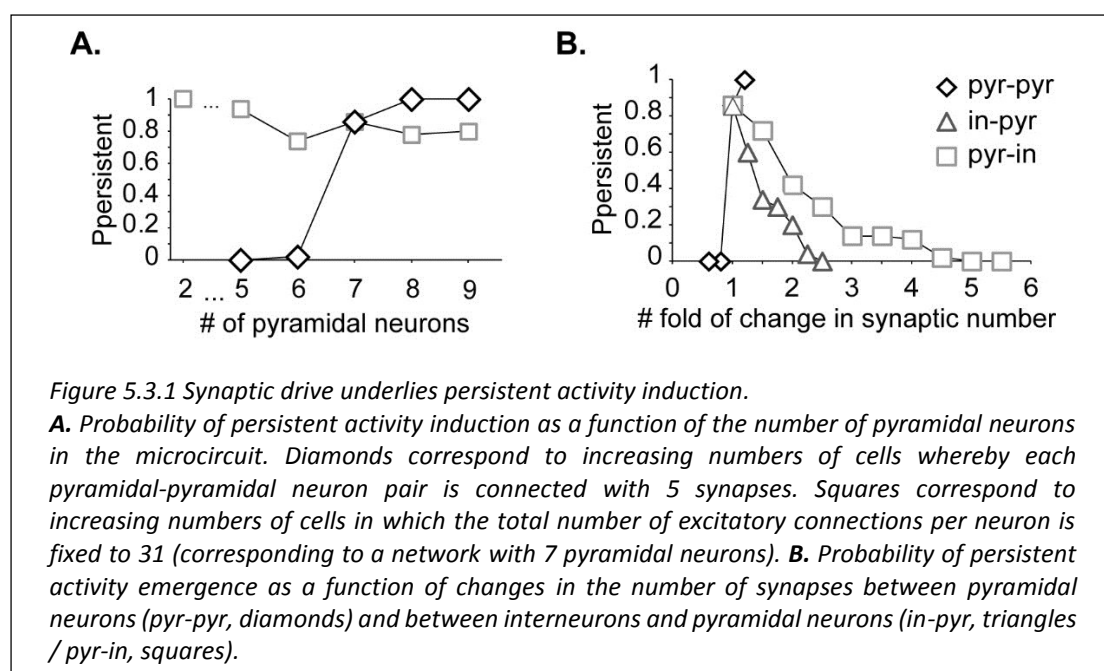 A.
B.
1
0.8
0.6
0.4
0.2
0
Ppersistent
2 ... 5 6 7 8 9
...
# of pyramidal neurons
1
0.8
0.6
0.4
0.2
0
Ppersistent
pyr-pyr
in-pyr
pyr-in
0 1 2 3 4 5 6
# fold of change in synaptic number
Figure 5.3.1 Synaptic drive underlies persistent activity induction.
A. Probability of persistent activity induction as a function of the number of pyramidal neurons
in the microcircuit. Diamonds correspond to increasing numbers of cells whereby each
pyramidal-pyramidal neuron pair is connected with 5 synapses. Squares correspond to
increasing numbers of cells in which the total number of excitatory connections per neuron is
fixed to 31 (corresponding to a network with 7 pyramidal neurons). B. Probability of persistent
activity emergence as a function of changes in the number of synapses between pyramidal
neurons (pyr-pyr, diamonds) and between interneurons and pyramidal neurons (in-pyr, triangles
/ pyr-in, squares).